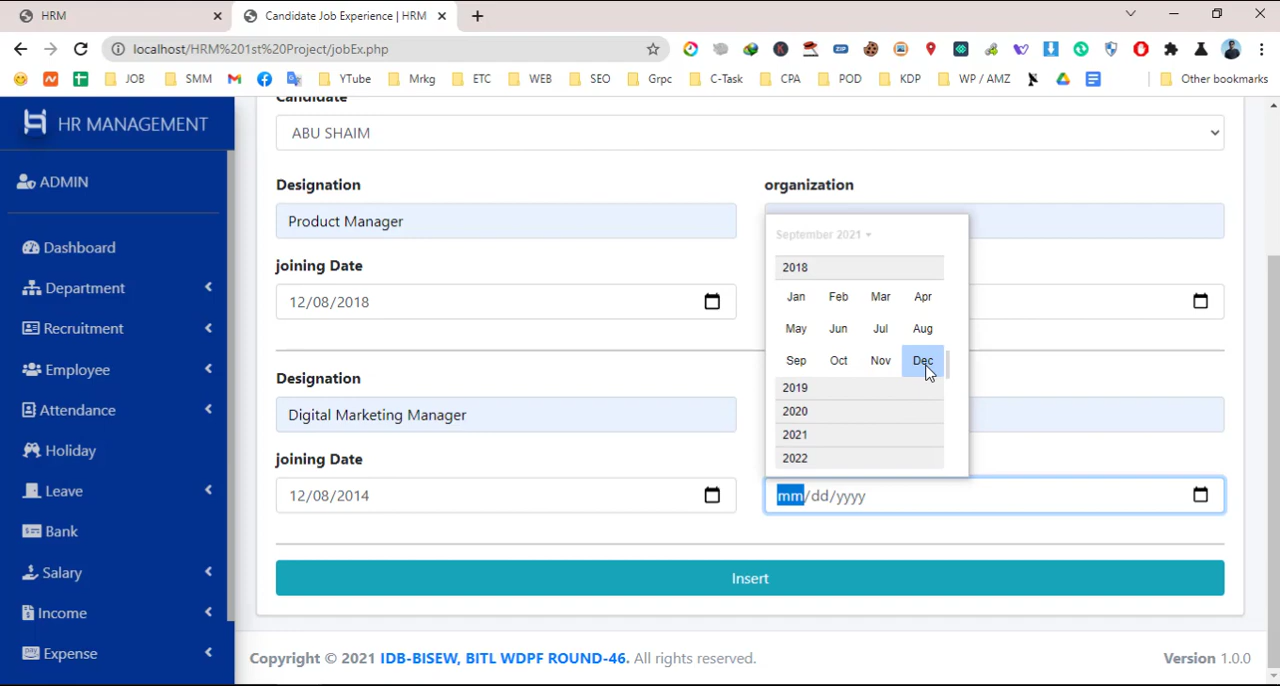 HRM
Candidate Job Experience | HRM
localhost/HRM%201st%20Project/jobEx.php
JOB
SMM
YTube
Mrkg
ETC
WEB
SEO
Grpc
C-Task
CPA
POD
KDP
WP / AMZ
Other bookmarks
HR MANAGEMENT
ADMIN
Dashboard
Department
Recruitment
Employee
Attendance
Holiday
Leave
Bank
Salary
Income
Expense
Candidate
ABU SHAIM
Designation
organization
Product Manager
joining Date
12/08/2018
September 2021
2018
Jan Feb Mar Apr
May Jun Jul Aug
Sep Oct Nov Dec
2019
2020
2021
2022
Designation
Digital Marketing Manager
joining Date
12/08/2014
mm/dd/yyyy
Insert
Copyright © 2021 IDB-BISEW, BITL WDPF ROUND-46. All rights reserved.
Version 1.0.0